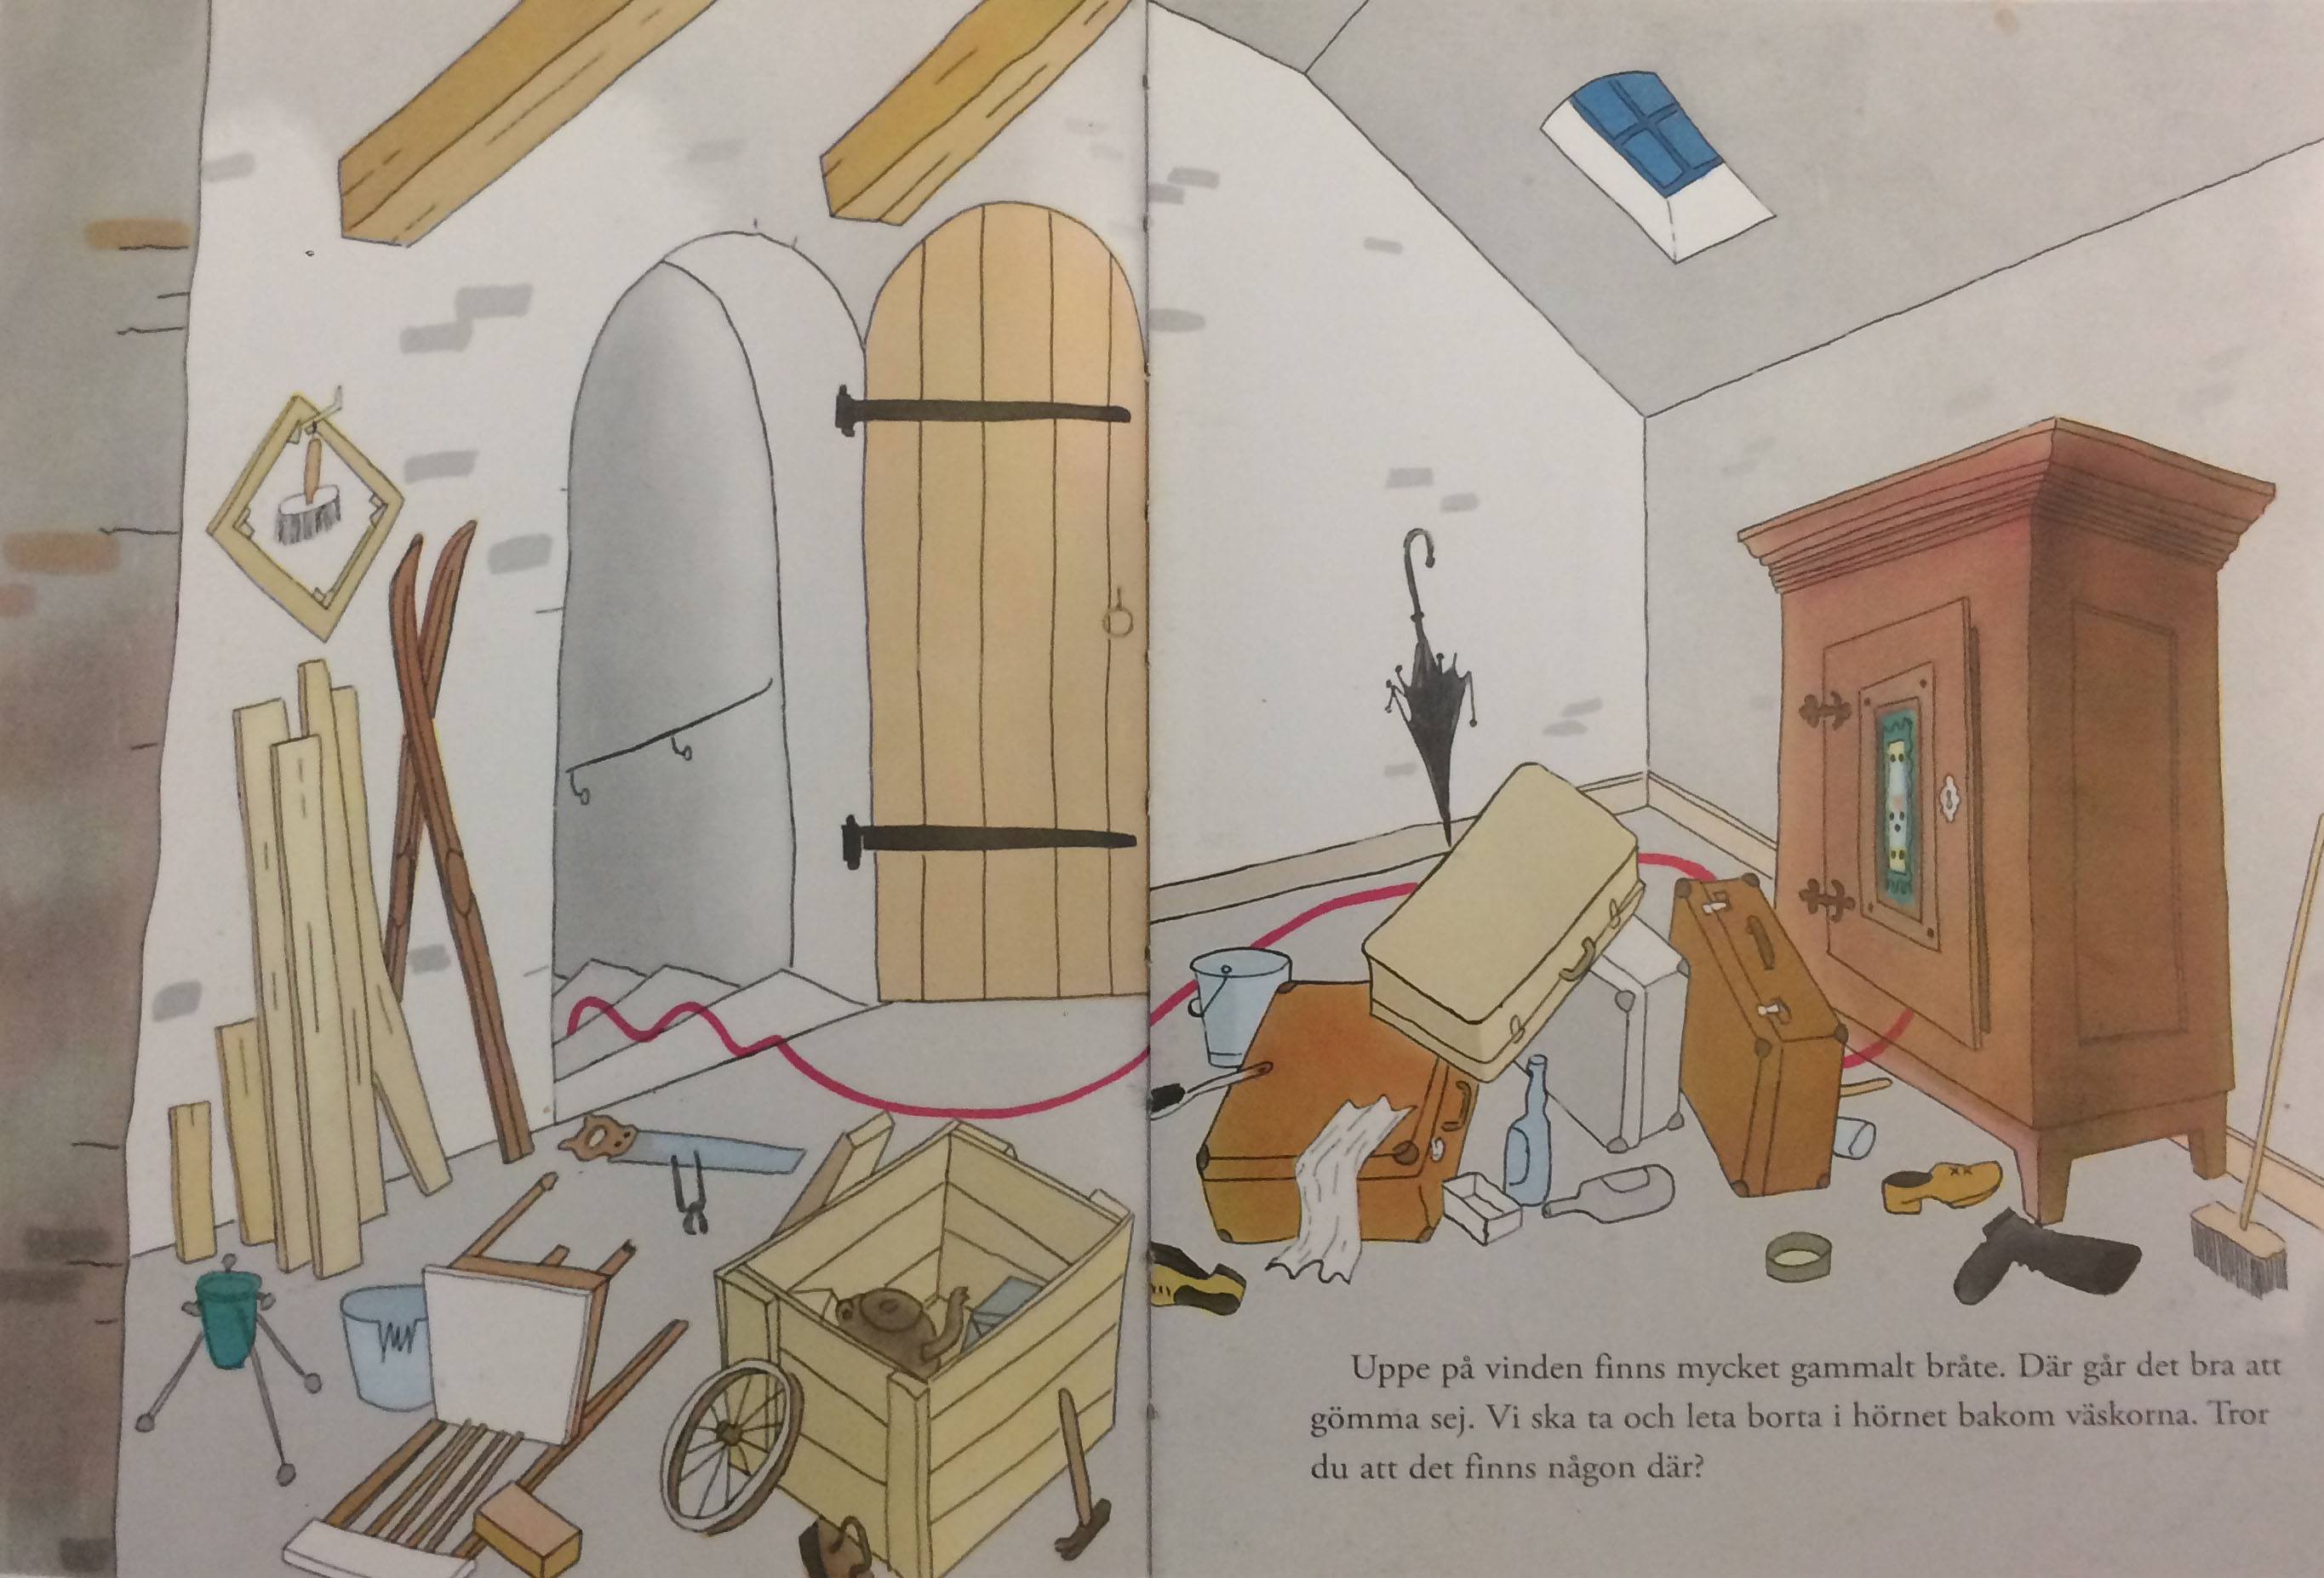 Uppe på vinden finns mycket gammalt bråte. Där går det bra att
gömma sej. Vi ska ta och leta borta i hörnet bakom väskorna. Tror
du att det finns någon där?